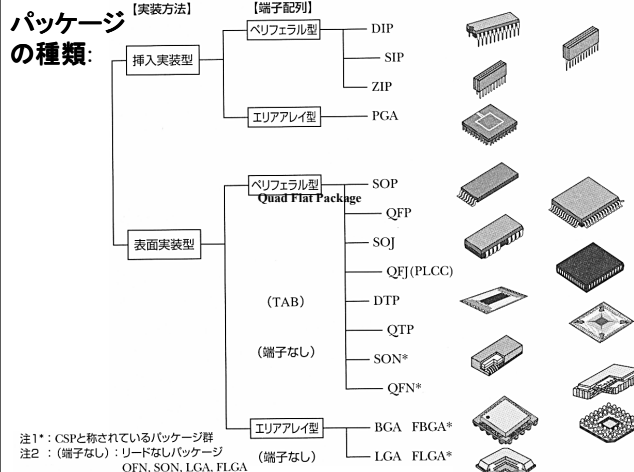 パッケージ
の種類:
【実装方法】
【端子配列】
挿入実装型
ペリフェラル型
DIP
SIP
ZIP
エリアアレイ型
PGA
表面実装型
ペリフェラル型
Quad Flat Package
SOP
QFP
SOJ
QFJ(PLCC)
(TAB)
DTP
QTP
(端子なし)
SON*
QFN*
エリアアレイ型
BGA FBGA*
(端子なし)
LGA FLGA*
注1*:CSPと称されているパッケージ群
注2 :(端子なし):リードなしパッケージ
QFN, SON, LGA, FLGA